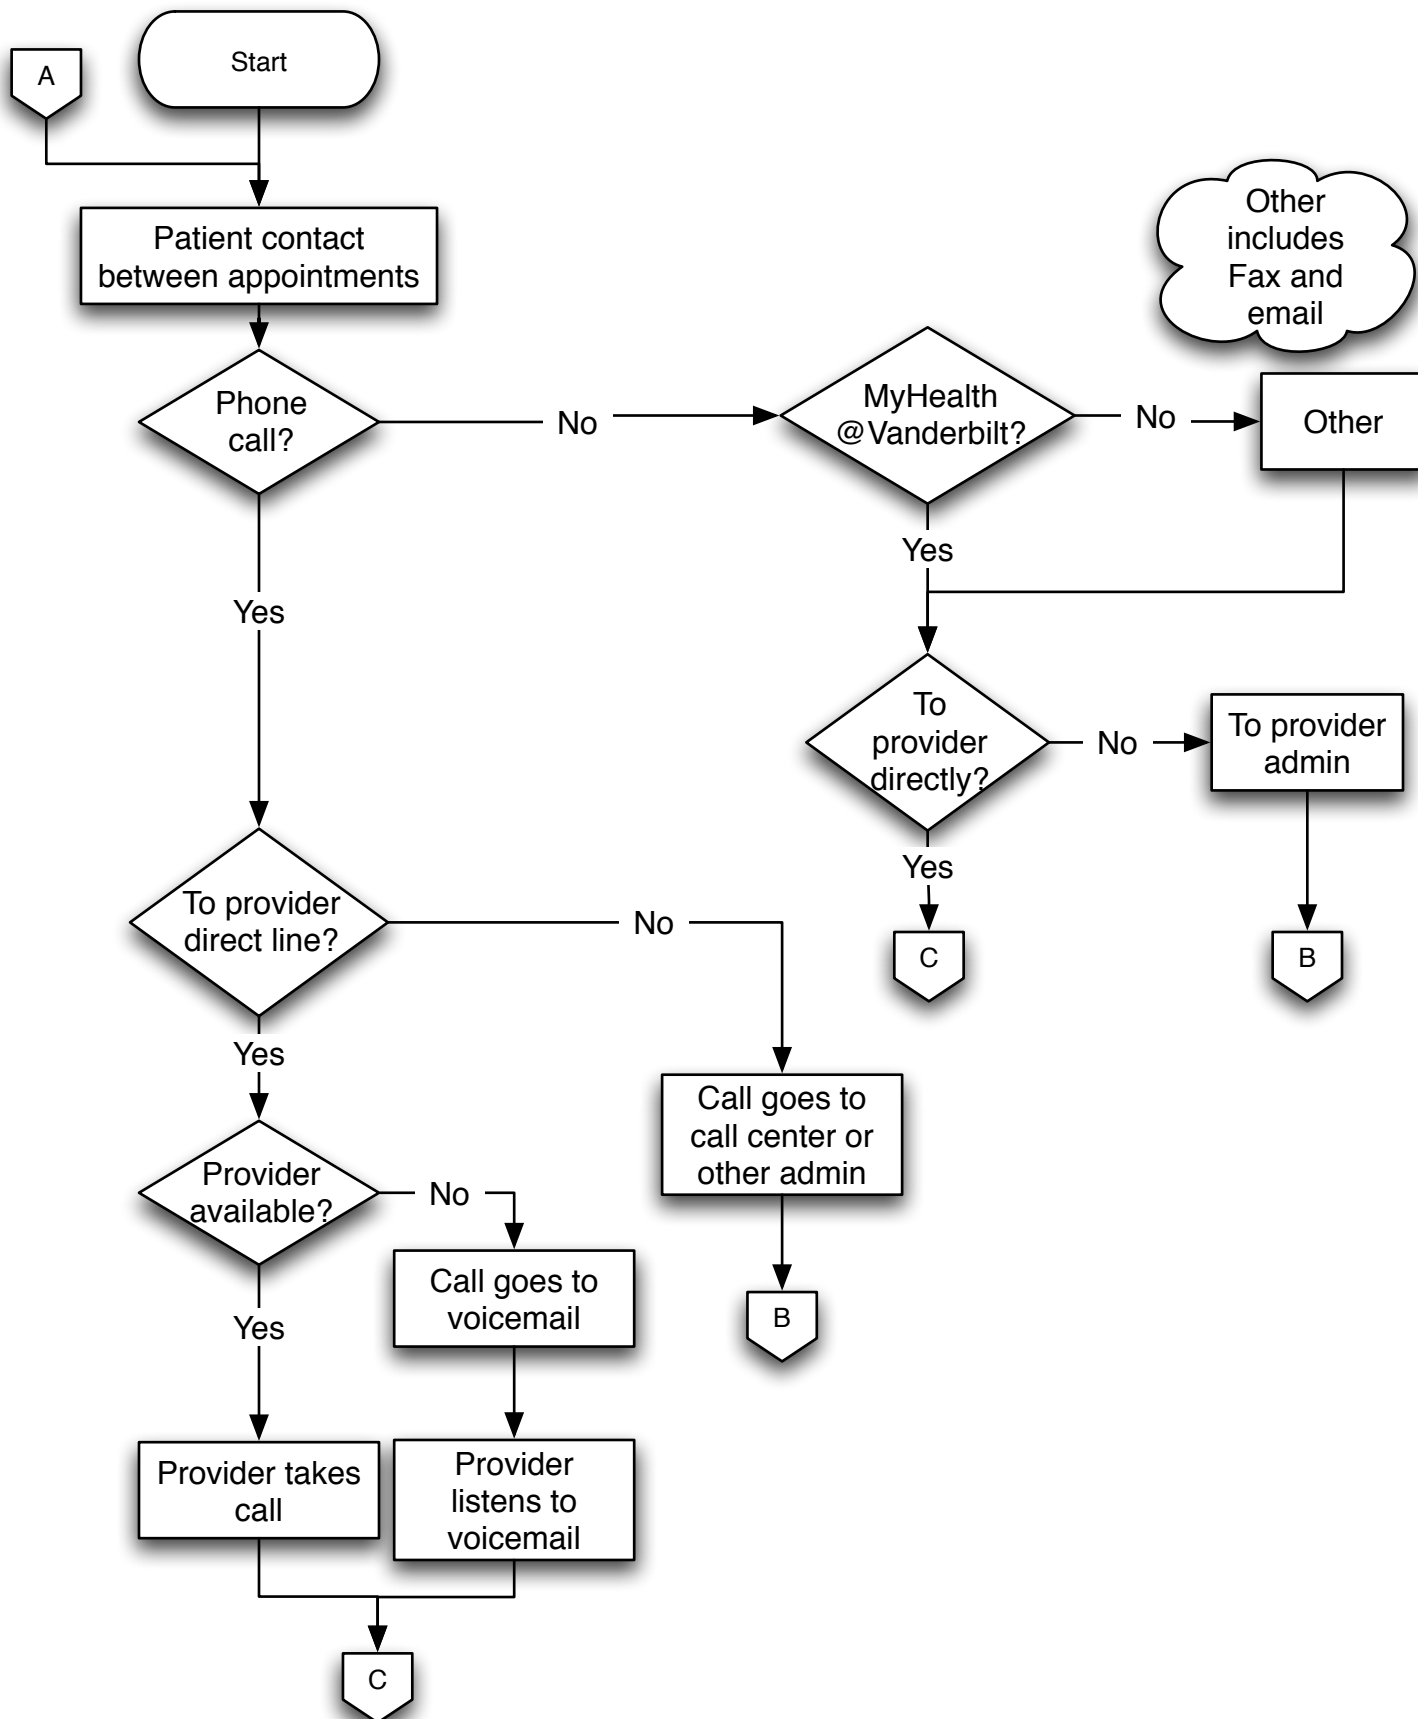 A
Start
Patient contact
between appointments
Other
includes
Fax and
email
Phone
call?
No
MyHealth
@Vanderbilt?
No
Other
Yes
Yes
To
provider
directly?
No
To provider
admin
Yes
C
B
To provider
direct line?
No
Yes
Call goes to
call center or
other admin
Provider
available?
No
Call goes to
voicemail
B
Yes
Provider takes
call
Provider
listens to
voicemail
C